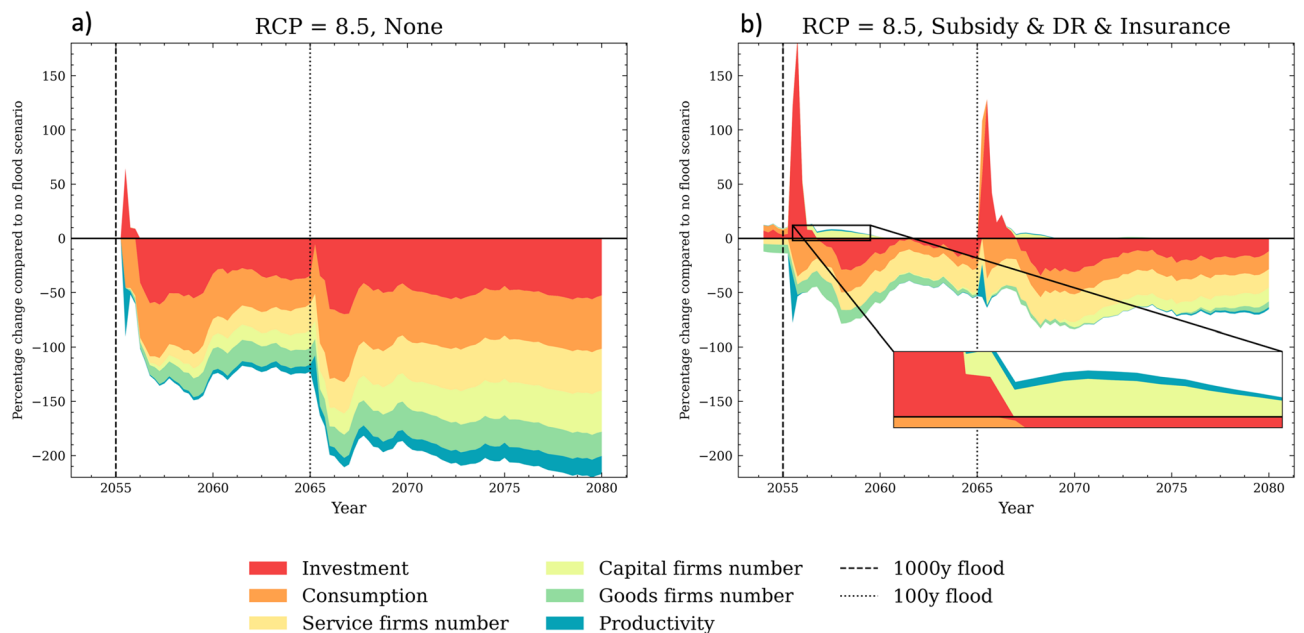 a)
RCP = 8.5, None
Percentage change compared to no flood scenario
150
100
50
0
−50
−100
−150
−200
2055
2060
2065
2070
2075
2080
Year
b)
RCP = 8.5, Subsidy & DR & Insurance
Percentage change compared to no flood scenario
150
100
50
0
−50
−100
−150
−200
2055
2060
2065
2070
2075
2080
Year
Investment
Consumption
Service firms number
Capital firms number
Goods firms number
Productivity
1000y flood
100y flood